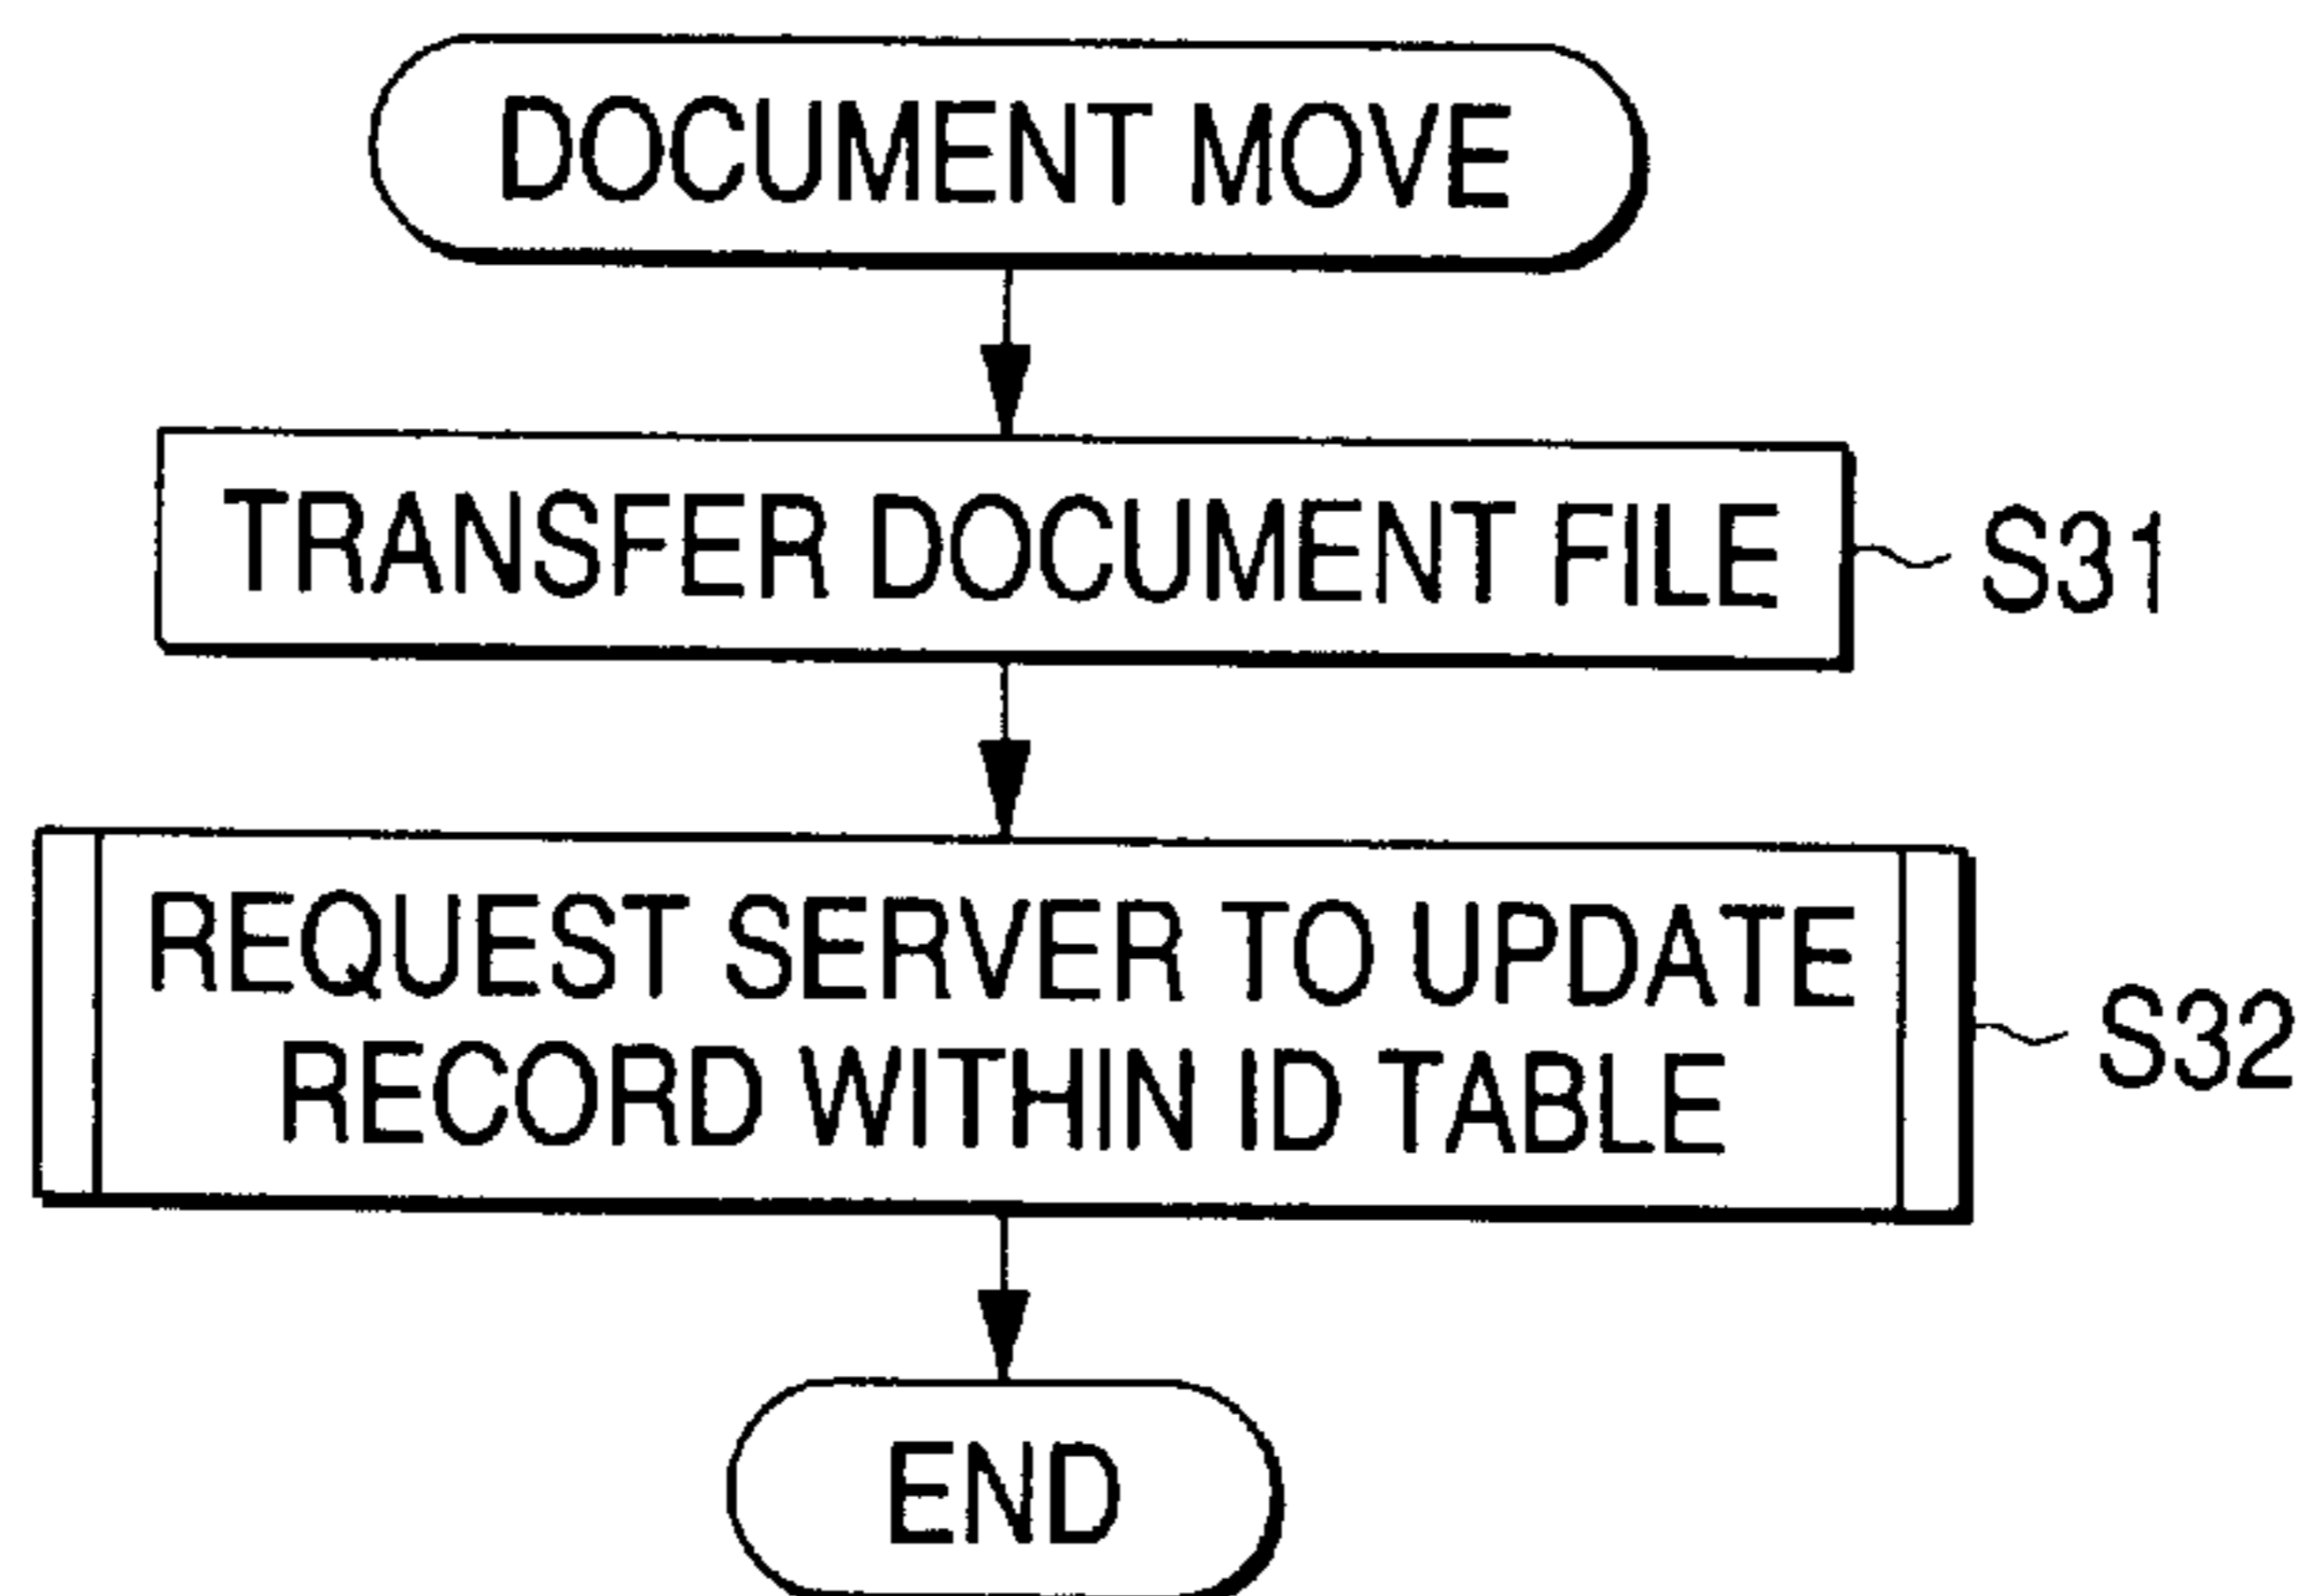 DOCUMENT MOVE
TRANSFER DOCUMENT FILE
S31
REQUEST SERVER TO UPDATE
RECORD WITHIN ID TABLE
S32
END